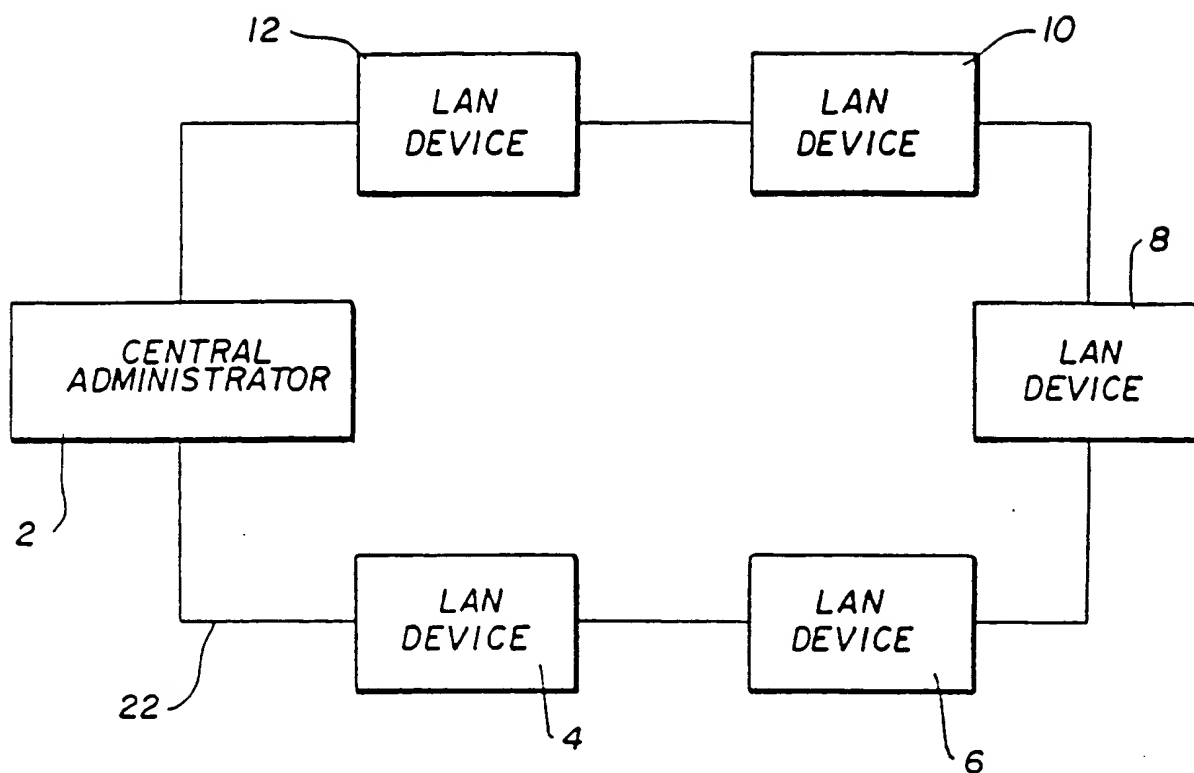 12
10
LAN
DEVICE
LAN
DEVICE
8
CENTRAL
ADMINISTRATOR
LAN
DEVICE
2
LAN
DEVICE
LAN
DEVICE
22
4
6